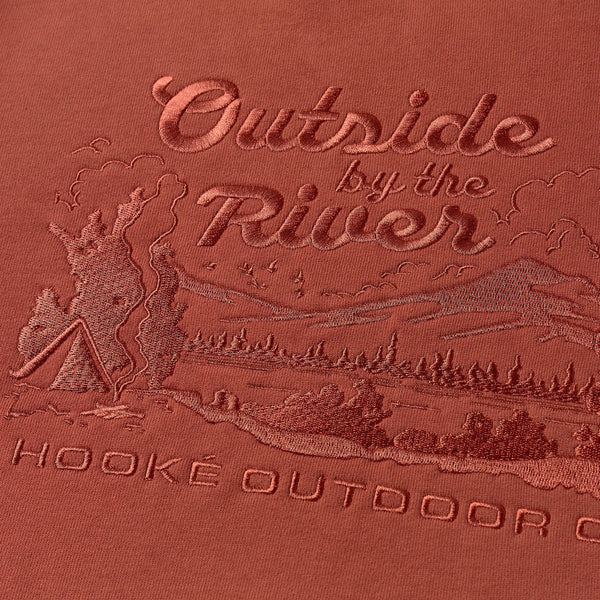 Outside
by the
River
HOOKÉ OUTDOOR